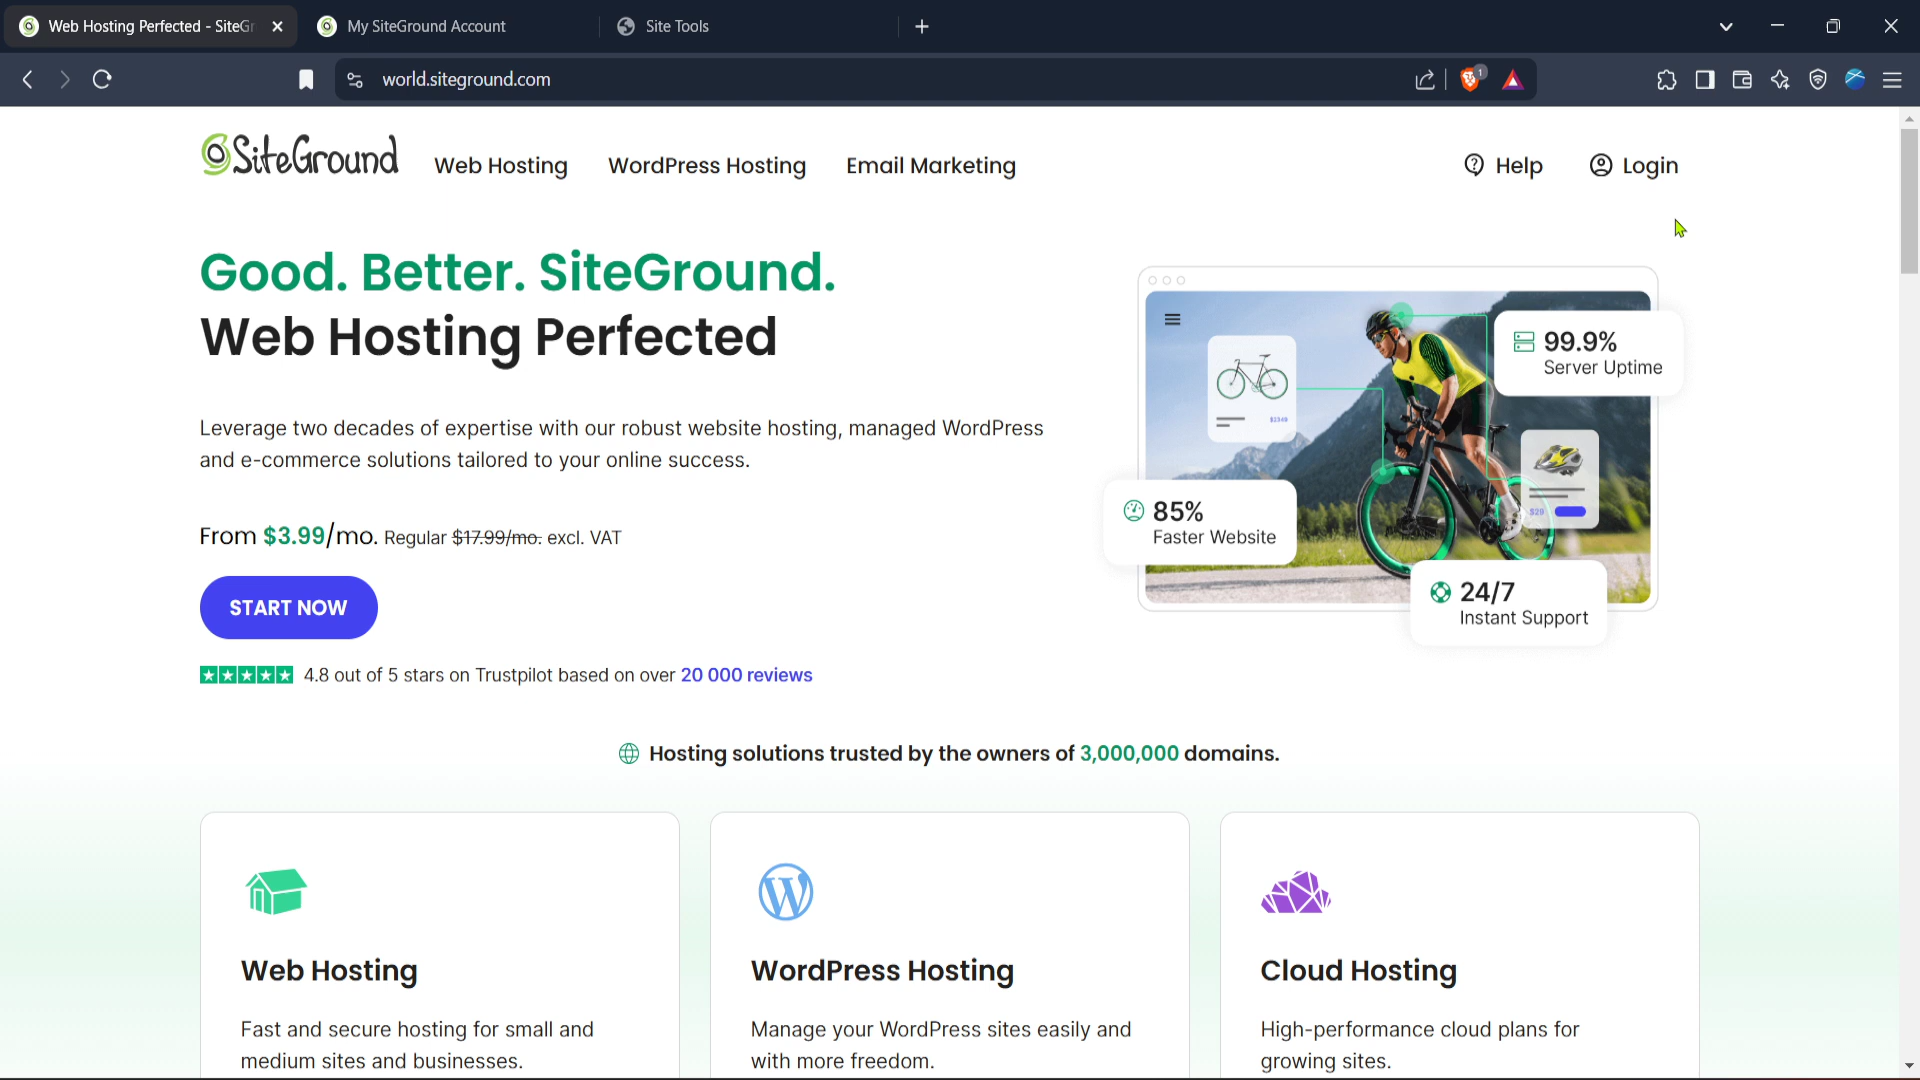 Web Hosting Perfected - SiteGr
My SiteGround Account
Site Tools
world.siteground.com
1
SiteGround
Web Hosting
WordPress Hosting
Email Marketing
Help
Login
Good. Better. SiteGround.
Web Hosting Perfected
Leverage two decades of expertise with our robust website hosting, managed WordPress
and e-commerce solutions tailored to your online success.
From $3.99/mo. Regular $17.99/mo. excl. VAT
START NOW
4.8 out of 5 stars on Trustpilot based on over 20 000 reviews
99.9%
Server Uptime
$2349
$29
85%
Faster Website
24/7
Instant Support
Hosting solutions trusted by the owners of 3,000,000 domains.
Web Hosting
Fast and secure hosting for small and
medium sites and businesses.
WordPress Hosting
Manage your WordPress sites easily and
with more freedom.
Cloud Hosting
High-performance cloud plans for
growing sites.